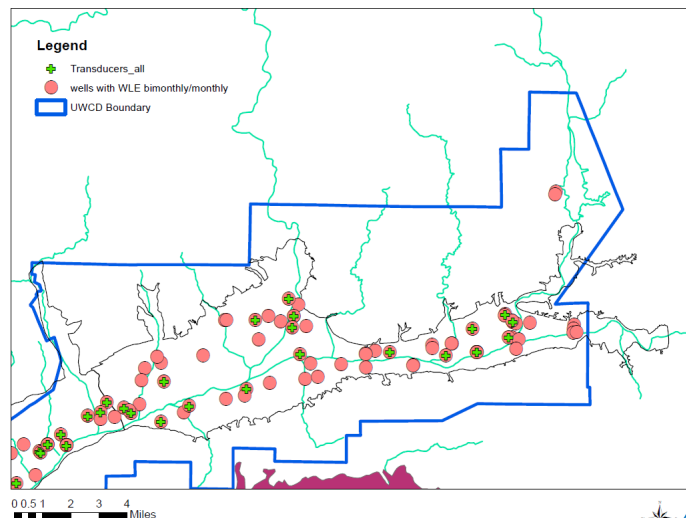 Legend
Transducers_all
wells with WLE bimonthly/monthly
UWCD Boundary
0 0.5 1 2 3 4
Miles